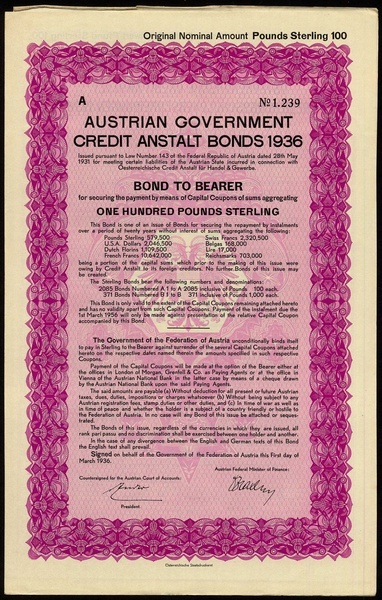 Original Nominal Amount Pounds Sterling 100
A
No 1.239
AUSTRIAN GOVERNMENT
CREDIT ANSTALT BONDS 1936
Issued pursuant to Law Number 143 of the Federal Republic of Austria dated 28th May
1931 for meeting certain liabilities of the Austrian State incurred in connection with
Oesterreichische Credit Anstalt für Handel & Gewerbe.
BOND TO BEARER
for securing the payment by means of Capital Coupons of sums aggregating
ONE HUNDRED POUNDS STERLING
This Bond is one of an issue of Bonds for securing the repayment by instalments
over a period of twenty years without interest of sums aggregating the following:
Pounds Sterling 579,500 Swiss Francs 2,220,500
U.S.A. Dollars 2,046,500 Belgas 168,000
Dutch Florins 1,109,500 Lire 17,000
French Francs 10,642,000 Reichsmarks 703,000
being a portion of the capital sums which prior to the making of this issue were
owing by Credit Anstalt to its foreign creditors. No further Bonds of this issue may
be created.
The Sterling Bonds bear the following numbers and denominations:
2085 Bonds Numbered A 1 to A 2085 inclusive of Pounds 100 each.
371 Bonds Numbered B 1 to B 371 inclusive of Pounds 1,000 each.
This Bond is only valid to the extent of the Capital Coupons remaining attached hereto
and has no validity apart from such Capital Coupons. Payment of the instalment due the
1st March 1956 will only be made against presentation of the relative Capital Coupon
accompanied by this Bond.
The Government of the Federation of Austria unconditionally binds itself
to pay in Sterling to the Bearer against surrender of the several Capital Coupons attached
hereto on the respective dates named therein the amounts specified in such respective
Coupons.
Payment of the Capital Coupons will be made at the option of the Bearer either at
the offices in London of Morgan, Grenfell & Co. as Paying Agents or at the office in
Vienna of the Austrian National Bank in the latter case by means of a cheque drawn
by the Austrian National Bank upon the said Paying Agents.
The said amounts are payable (a) Without deduction for all present or future Austrian
taxes, dues, duties, impositions or charges whatsoever (b) Without being subject to any
Austrian registration fees, stamp duties or other duties, and (c) in time of war as well as
in time of peace and whether the holder is a subject of a country friendly or hostile to
the Federation of Austria. In no case will any Bond of this issue be attached or seques-
trated.
The Bonds of this issue, regardless of the currencies in which they are issued, all
rank pari passu and no discrimination shall be exercised between one holder and another.
In the case of any divergence between the English and German texts of this Bond
the English text shall prevail.
Signed on behalf of the Government of the Federation of Austria this First day of
March 1936.
Austrian Federal Minister of Finance:
Countersigned for the Austrian Court of Accounts:
President
Österreichische Staatsdruckerei